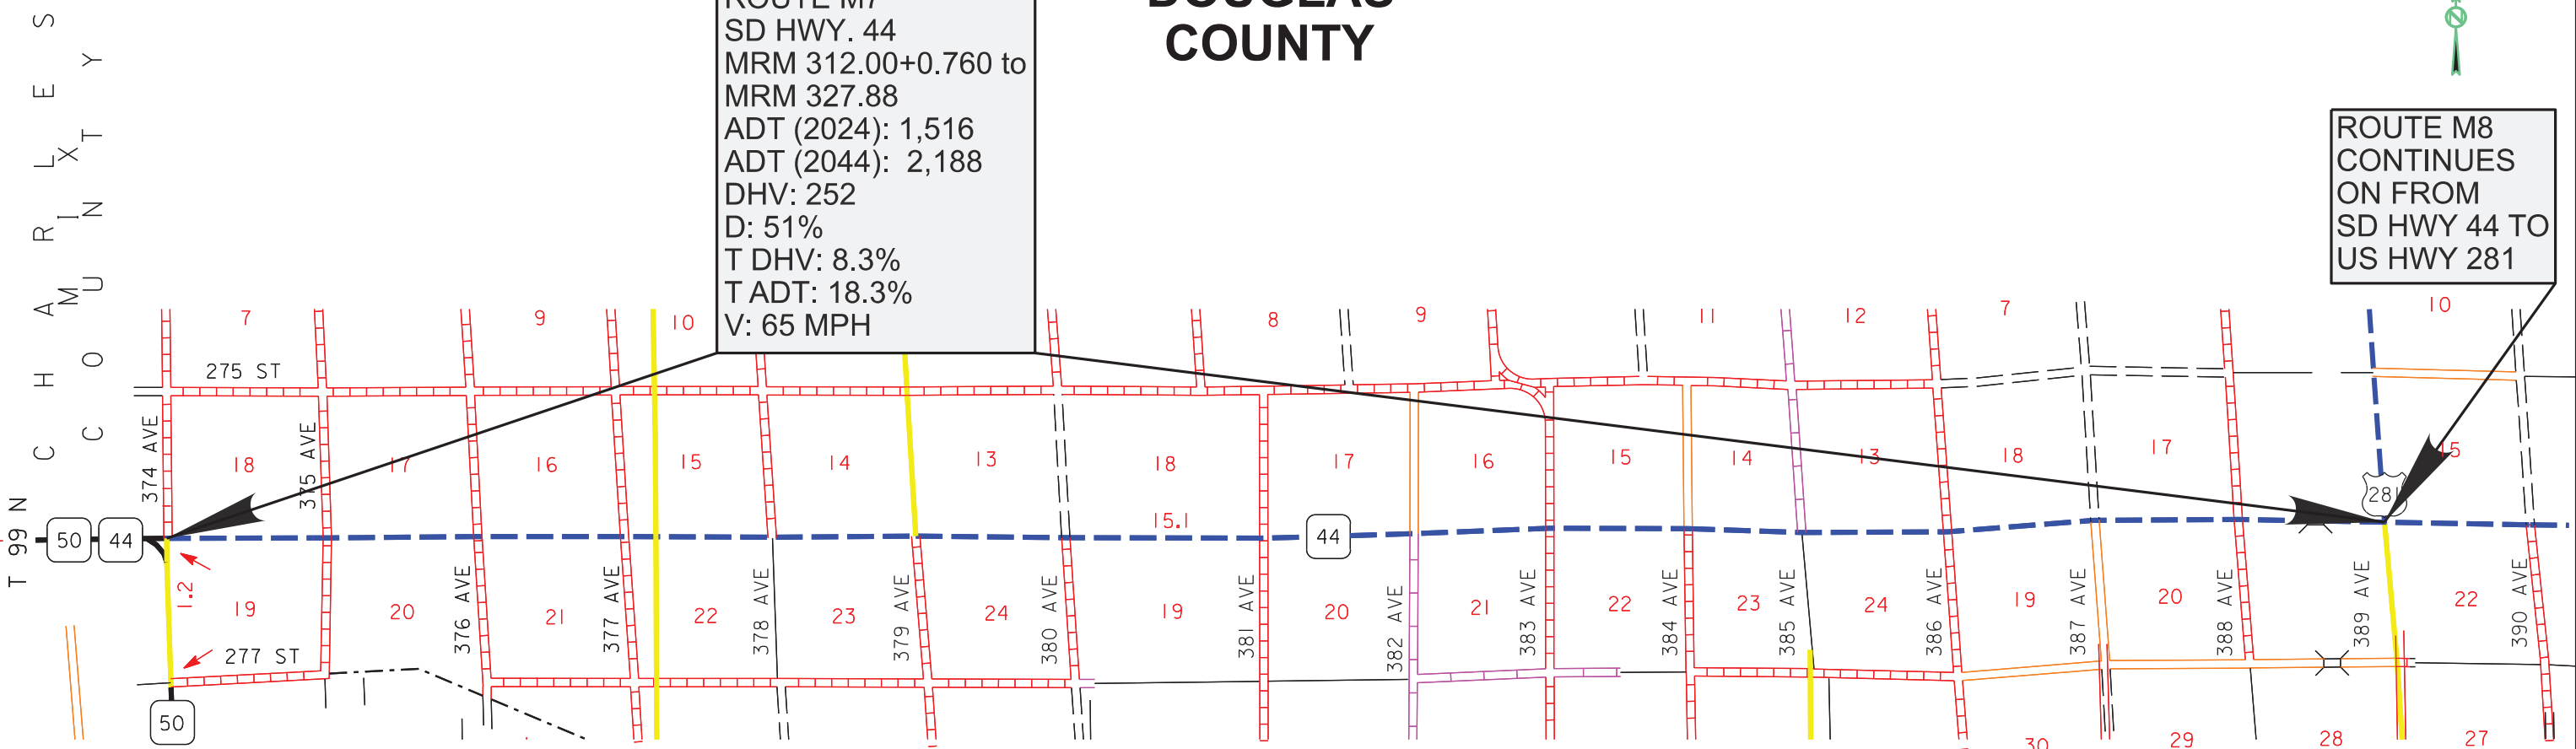 DOUGLAS
COUNTY
ROUTE M7
SD HWY. 44
MRM 312.00+0.760 to
MRM 327.88
ADT (2024): 1,516
ADT (2044): 2,188
DHV: 252
D: 51%
T DHV: 8.3%
T ADT: 18.3%
V: 65 MPH
N
ROUTE M8
CONTINUES
ON FROM
SD HWY 44 TO
US HWY 281
CHARLES
MIX
COUNTY
T 99 N
7
9
10
8
9
11
12
7
10
275 ST
374 AVE
375 AVE
18
17
16
15
14
13
18
17
16
15
14
13
18
17
15
281
50
44
15.1
44
1.2
19
20
376 AVE
21
377 AVE
22
378 AVE
23
379 AVE
24
380 AVE
19
381 AVE
20
382 AVE
21
383 AVE
22
384 AVE
23
385 AVE
24
386 AVE
19
387 AVE
20
388 AVE
389 AVE
22
390 AVE
277 ST
50
30
29
28
27